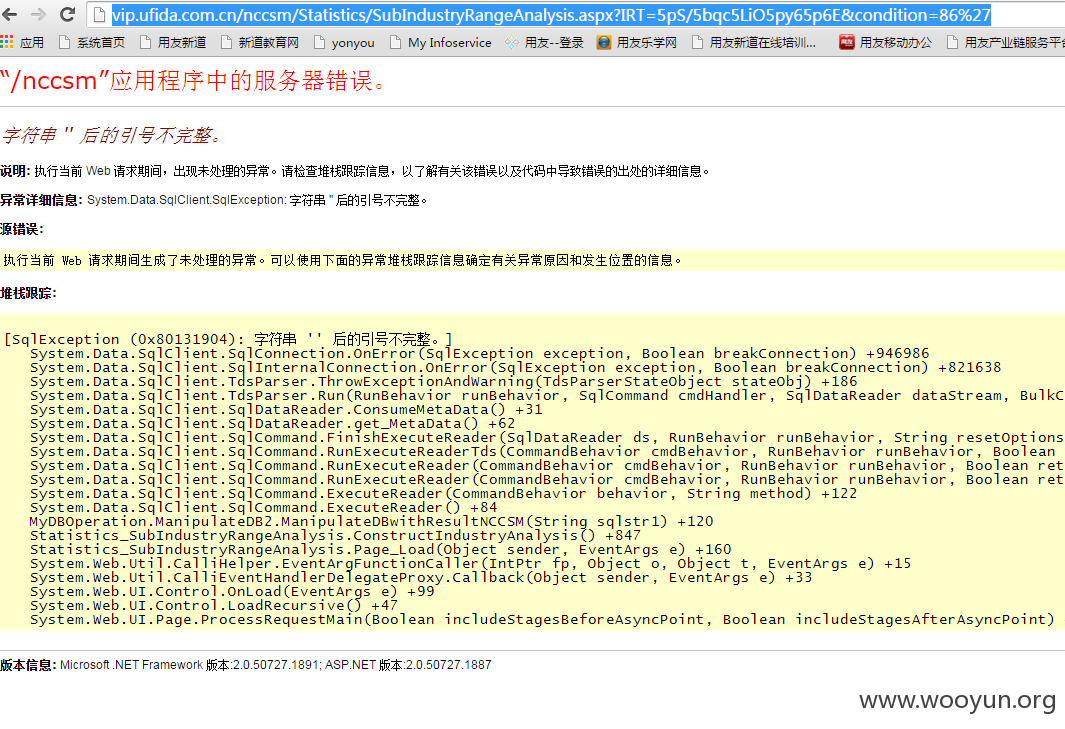 vip.ufida.com.cn/nccsm/Statistics/SubIndustryRangeAnalysis.aspx?IRT=5pS/5bqc5LiO5py65p6E&condition=86%27
应用 系统首页 用友新道 新道教育网 yonyou My Infoservice 用友--登录 用友乐学网 用友新道在线培训... 用友移动办公 用友产业链服务平台
“/nccsm”应用程序中的服务器错误。
字符串 '' 后的引号不完整。
说明: 执行当前 Web 请求期间，出现未处理的异常。请检查堆栈跟踪信息，以了解有关该错误以及代码中导致错误的出处的详细信息。
异常详细信息: System.Data.SqlClient.SqlException: 字符串 '' 后的引号不完整。
源错误:
执行当前 Web 请求期间生成了未处理的异常。可以使用下面的异常堆栈跟踪信息确定有关异常原因和发生位置的信息。
堆栈跟踪:
[SqlException (0x80131904): 字符串 '' 后的引号不完整。]
System.Data.SqlClient.SqlConnection.OnError(SqlException exception, Boolean breakConnection) +946986
System.Data.SqlClient.SqlInternalConnection.OnError(SqlException exception, Boolean breakConnection) +821638
System.Data.SqlClient.TdsParser.ThrowExceptionAndWarning(TdsParserStateObject stateObj) +186
System.Data.SqlClient.TdsParser.Run(RunBehavior runBehavior, SqlCommand cmdHandler, SqlDataReader dataStream, BulkC
System.Data.SqlClient.SqlDataReader.ConsumeMetaData() +31
System.Data.SqlClient.SqlDataReader.get_MetaData() +62
System.Data.SqlClient.SqlCommand.FinishExecuteReader(SqlDataReader ds, RunBehavior runBehavior, String resetOptions
System.Data.SqlClient.SqlCommand.RunExecuteReaderTds(CommandBehavior cmdBehavior, RunBehavior runBehavior, Boolean
System.Data.SqlClient.SqlCommand.RunExecuteReader(CommandBehavior cmdBehavior, RunBehavior runBehavior, Boolean ret
System.Data.SqlClient.SqlCommand.RunExecuteReader(CommandBehavior cmdBehavior, RunBehavior runBehavior, Boolean ret
System.Data.SqlClient.SqlCommand.ExecuteReader(CommandBehavior behavior, String method) +122
System.Data.SqlClient.SqlCommand.ExecuteReader() +84
MyDBOperation.ManipulateDB2.ManipulateDBwithResultNCCSM(String sqlstr1) +120
Statistics_SubIndustryRangeAnalysis.ConstructIndustryAnalysis() +847
Statistics_SubIndustryRangeAnalysis.Page_Load(Object sender, EventArgs e) +160
System.Web.Util.CalliHelper.EventArgFunctionCaller(IntPtr fp, Object o, Object t, EventArgs e) +15
System.Web.Util.CalliEventHandlerDelegateProxy.Callback(Object sender, EventArgs e) +33
System.Web.UI.Control.OnLoad(EventArgs e) +99
System.Web.UI.Control.LoadRecursive() +47
System.Web.UI.Page.ProcessRequestMain(Boolean includeStagesBeforeAsyncPoint, Boolean includeStagesAfterAsyncPoint)
版本信息: Microsoft .NET Framework 版本:2.0.50727.1891; ASP.NET 版本:2.0.50727.1887
www.wooyun.org